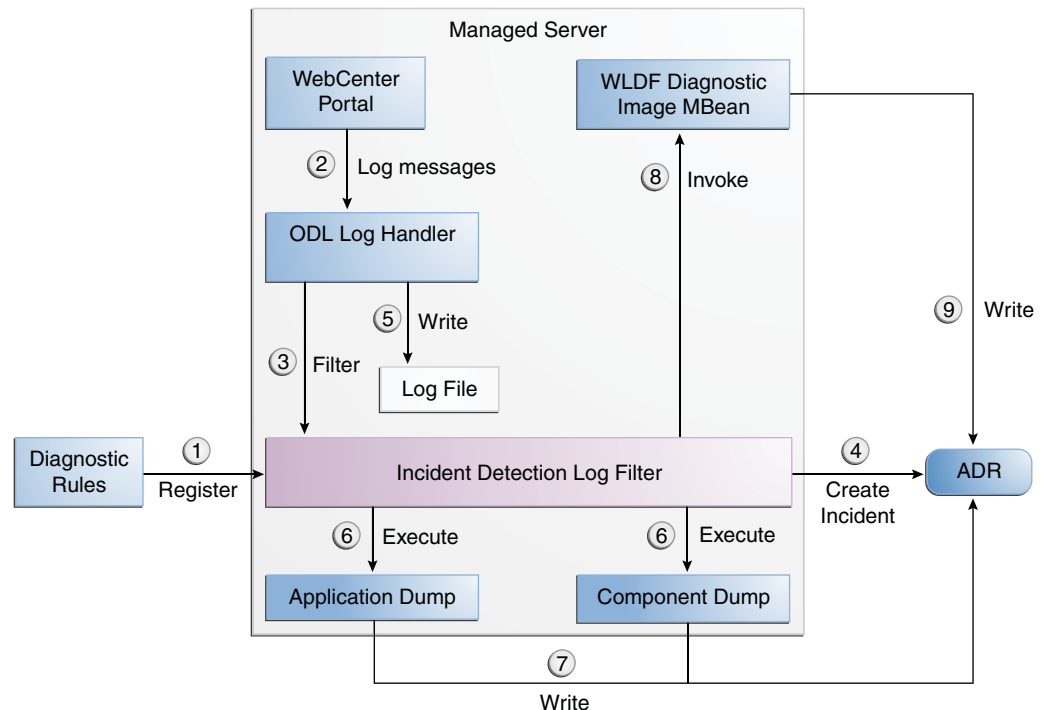 Managed Server
WebCenter
Portal
WLDF Diagnostic
Image MBean
2
Log messages
8
Invoke
ODL Log Handler
5
Write
9
Write
3
Filter
Log File
Diagnostic
Rules
1
Register
Incident Detection Log Filter
4
Create
Incident
ADR
6
Execute
6
Execute
Application Dump
Component Dump
7
Write